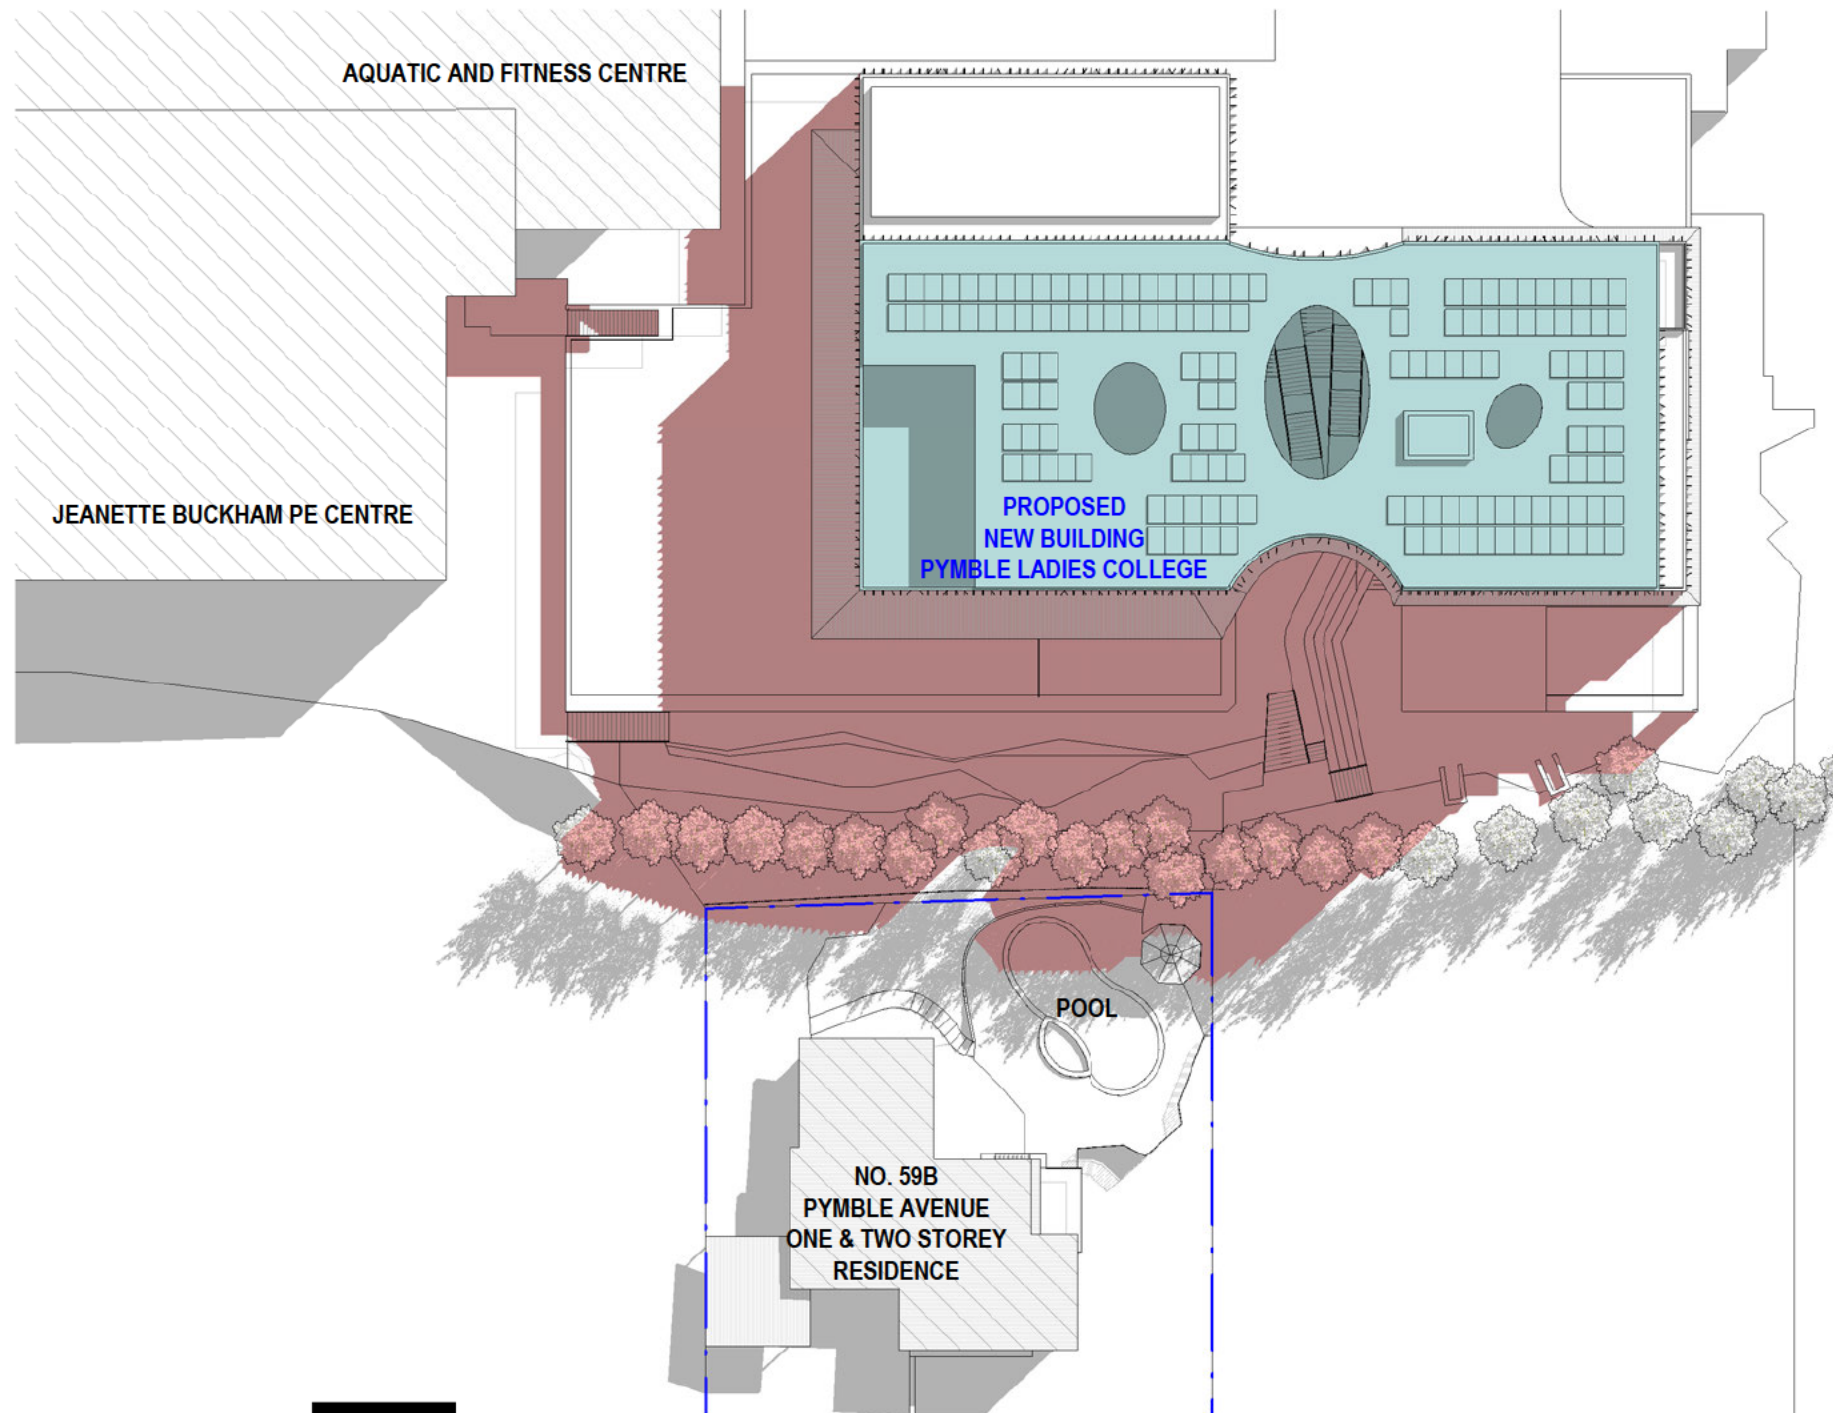 AQUATIC AND FITNESS CENTRE
JEANETTE BUCKHAM PE CENTRE
PROPOSED
NEW BUILDING
PYMBLE LADIES COLLEGE
POOL
NO. 59B
PYMBLE AVENUE
ONE & TWO STOREY
RESIDENCE